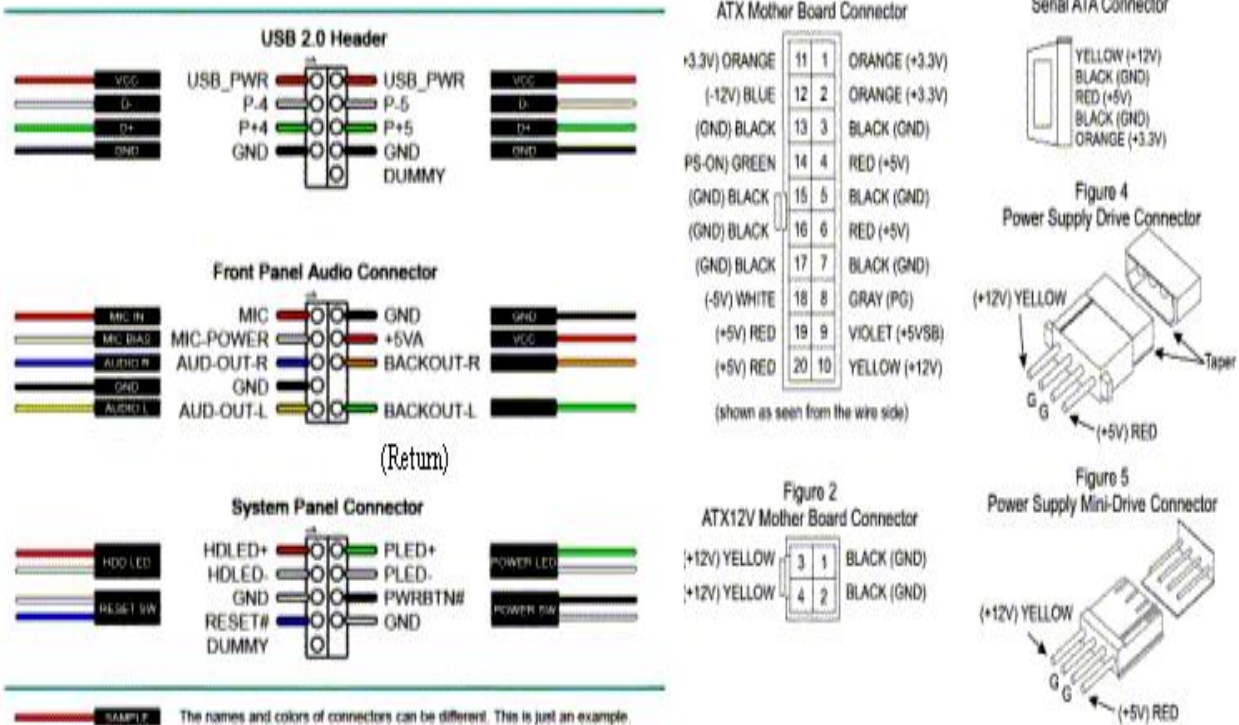 USB 2.0 Header
VCC USB_PWR USB_PWR VCC
D- P-4 P-5 D-
D+ P+4 P+5 D+
GND GND GND GND
DUMMY
Front Panel Audio Connector
MIC IN MIC GND GND
MIC BIAS MIC-POWER +5VA VCC
AUDIO R AUD-OUT-R BACKOUT-R
GND GND
AUDIO L AUD-OUT-L BACKOUT-L
(Return)
System Panel Connector
HDD LED HDLED+ PLED+ POWER LED
HDLED- PLED-
RESET SW GND PWRBTN# POWER SW
RESET# GND
DUMMY
SAMPLE The names and colors of connectors can be different. This is just an example.
ATX Mother Board Connector
+3.3V) ORANGE 11 1 ORANGE (+3.3V)
(-12V) BLUE 12 2 ORANGE (+3.3V)
(GND) BLACK 13 3 BLACK (GND)
PS-ON) GREEN 14 4 RED (+5V)
(GND) BLACK 15 5 BLACK (GND)
(GND) BLACK 16 6 RED (+5V)
(GND) BLACK 17 7 BLACK (GND)
(-5V) WHITE 18 8 GRAY (PG)
(+5V) RED 19 9 VIOLET (+5VSB)
(+5V) RED 20 10 YELLOW (+12V)
(shown as seen from the wire side)
Figure 2
ATX12V Mother Board Connector
(+12V) YELLOW 3 1 BLACK (GND)
(+12V) YELLOW 4 2 BLACK (GND)
Serial ATA Connector
YELLOW (+12V)
BLACK (GND)
RED (+5V)
BLACK (GND)
ORANGE (+3.3V)
Figure 4
Power Supply Drive Connector
(+12V) YELLOW
Taper
G
G
(+5V) RED
Figure 5
Power Supply Mini-Drive Connector
(+12V) YELLOW
G
G
(+5V) RED